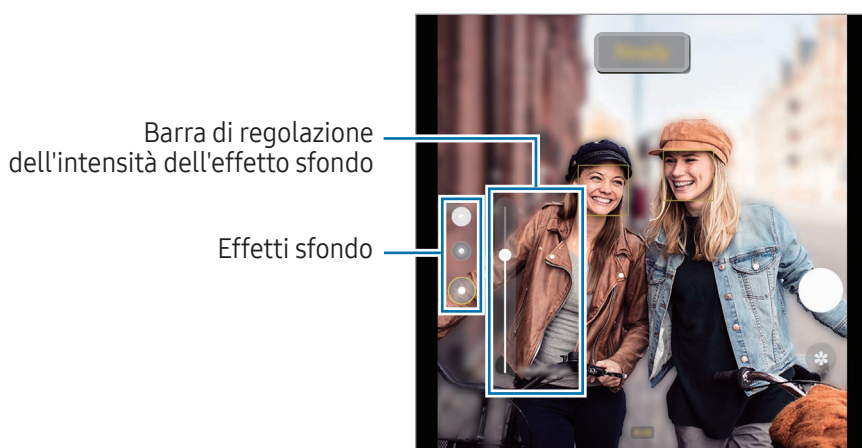 Barra di regolazione
dell'intensità dell'effetto sfondo
Effetti sfondo